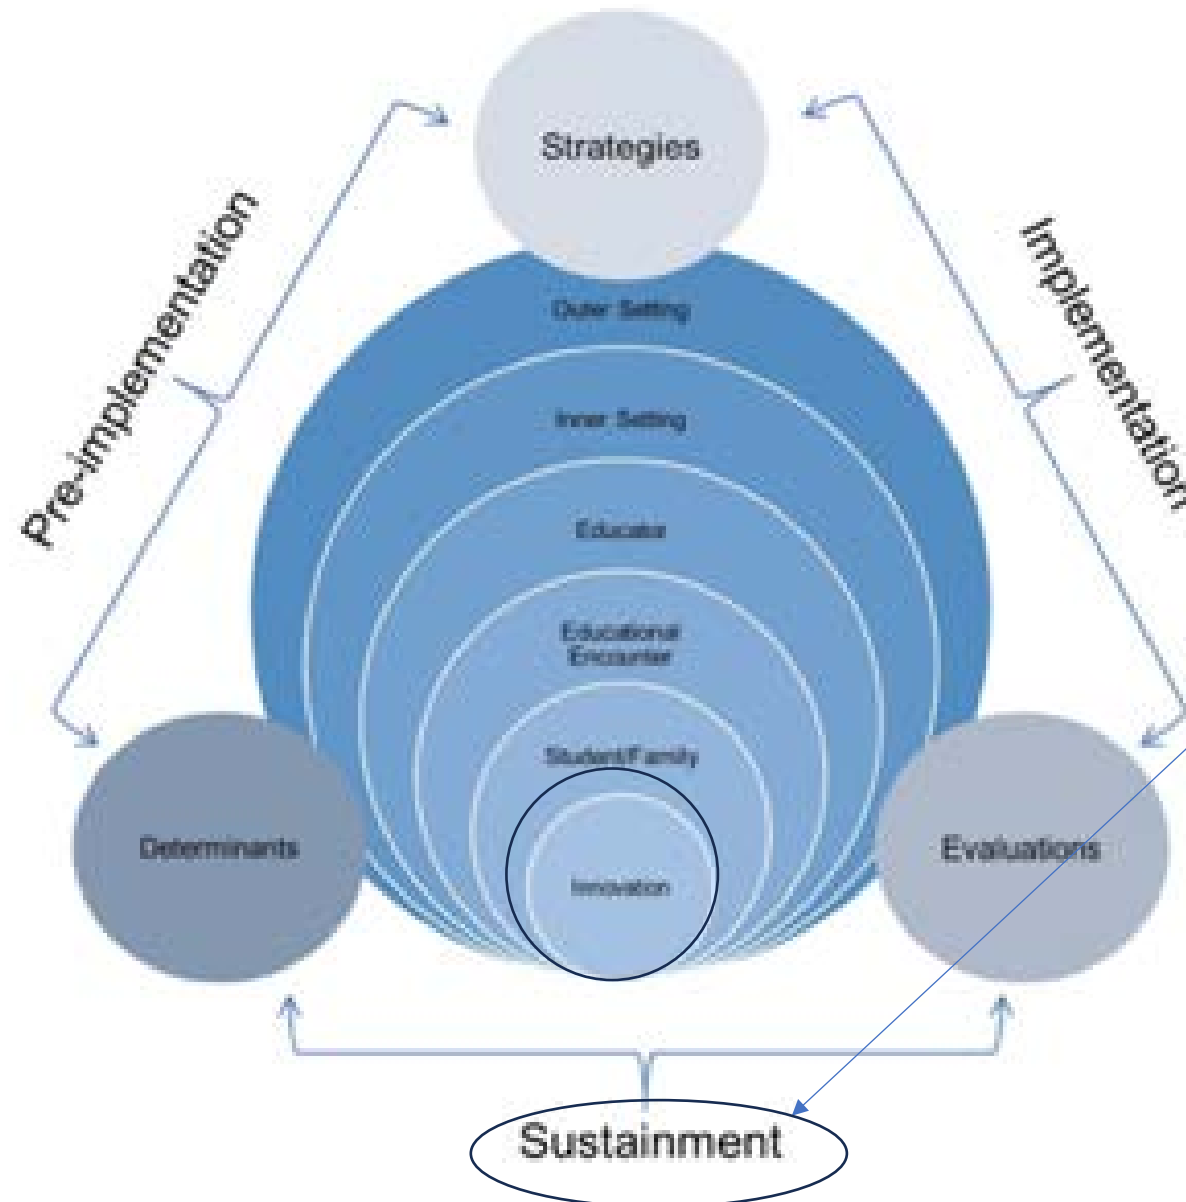 Strategies
Pre-implementation
Implementation
Outer Setting
Inner Setting
Educator
Educational
Encounter
Student/Family
Determinants
Innovation
Evaluations
Sustainment